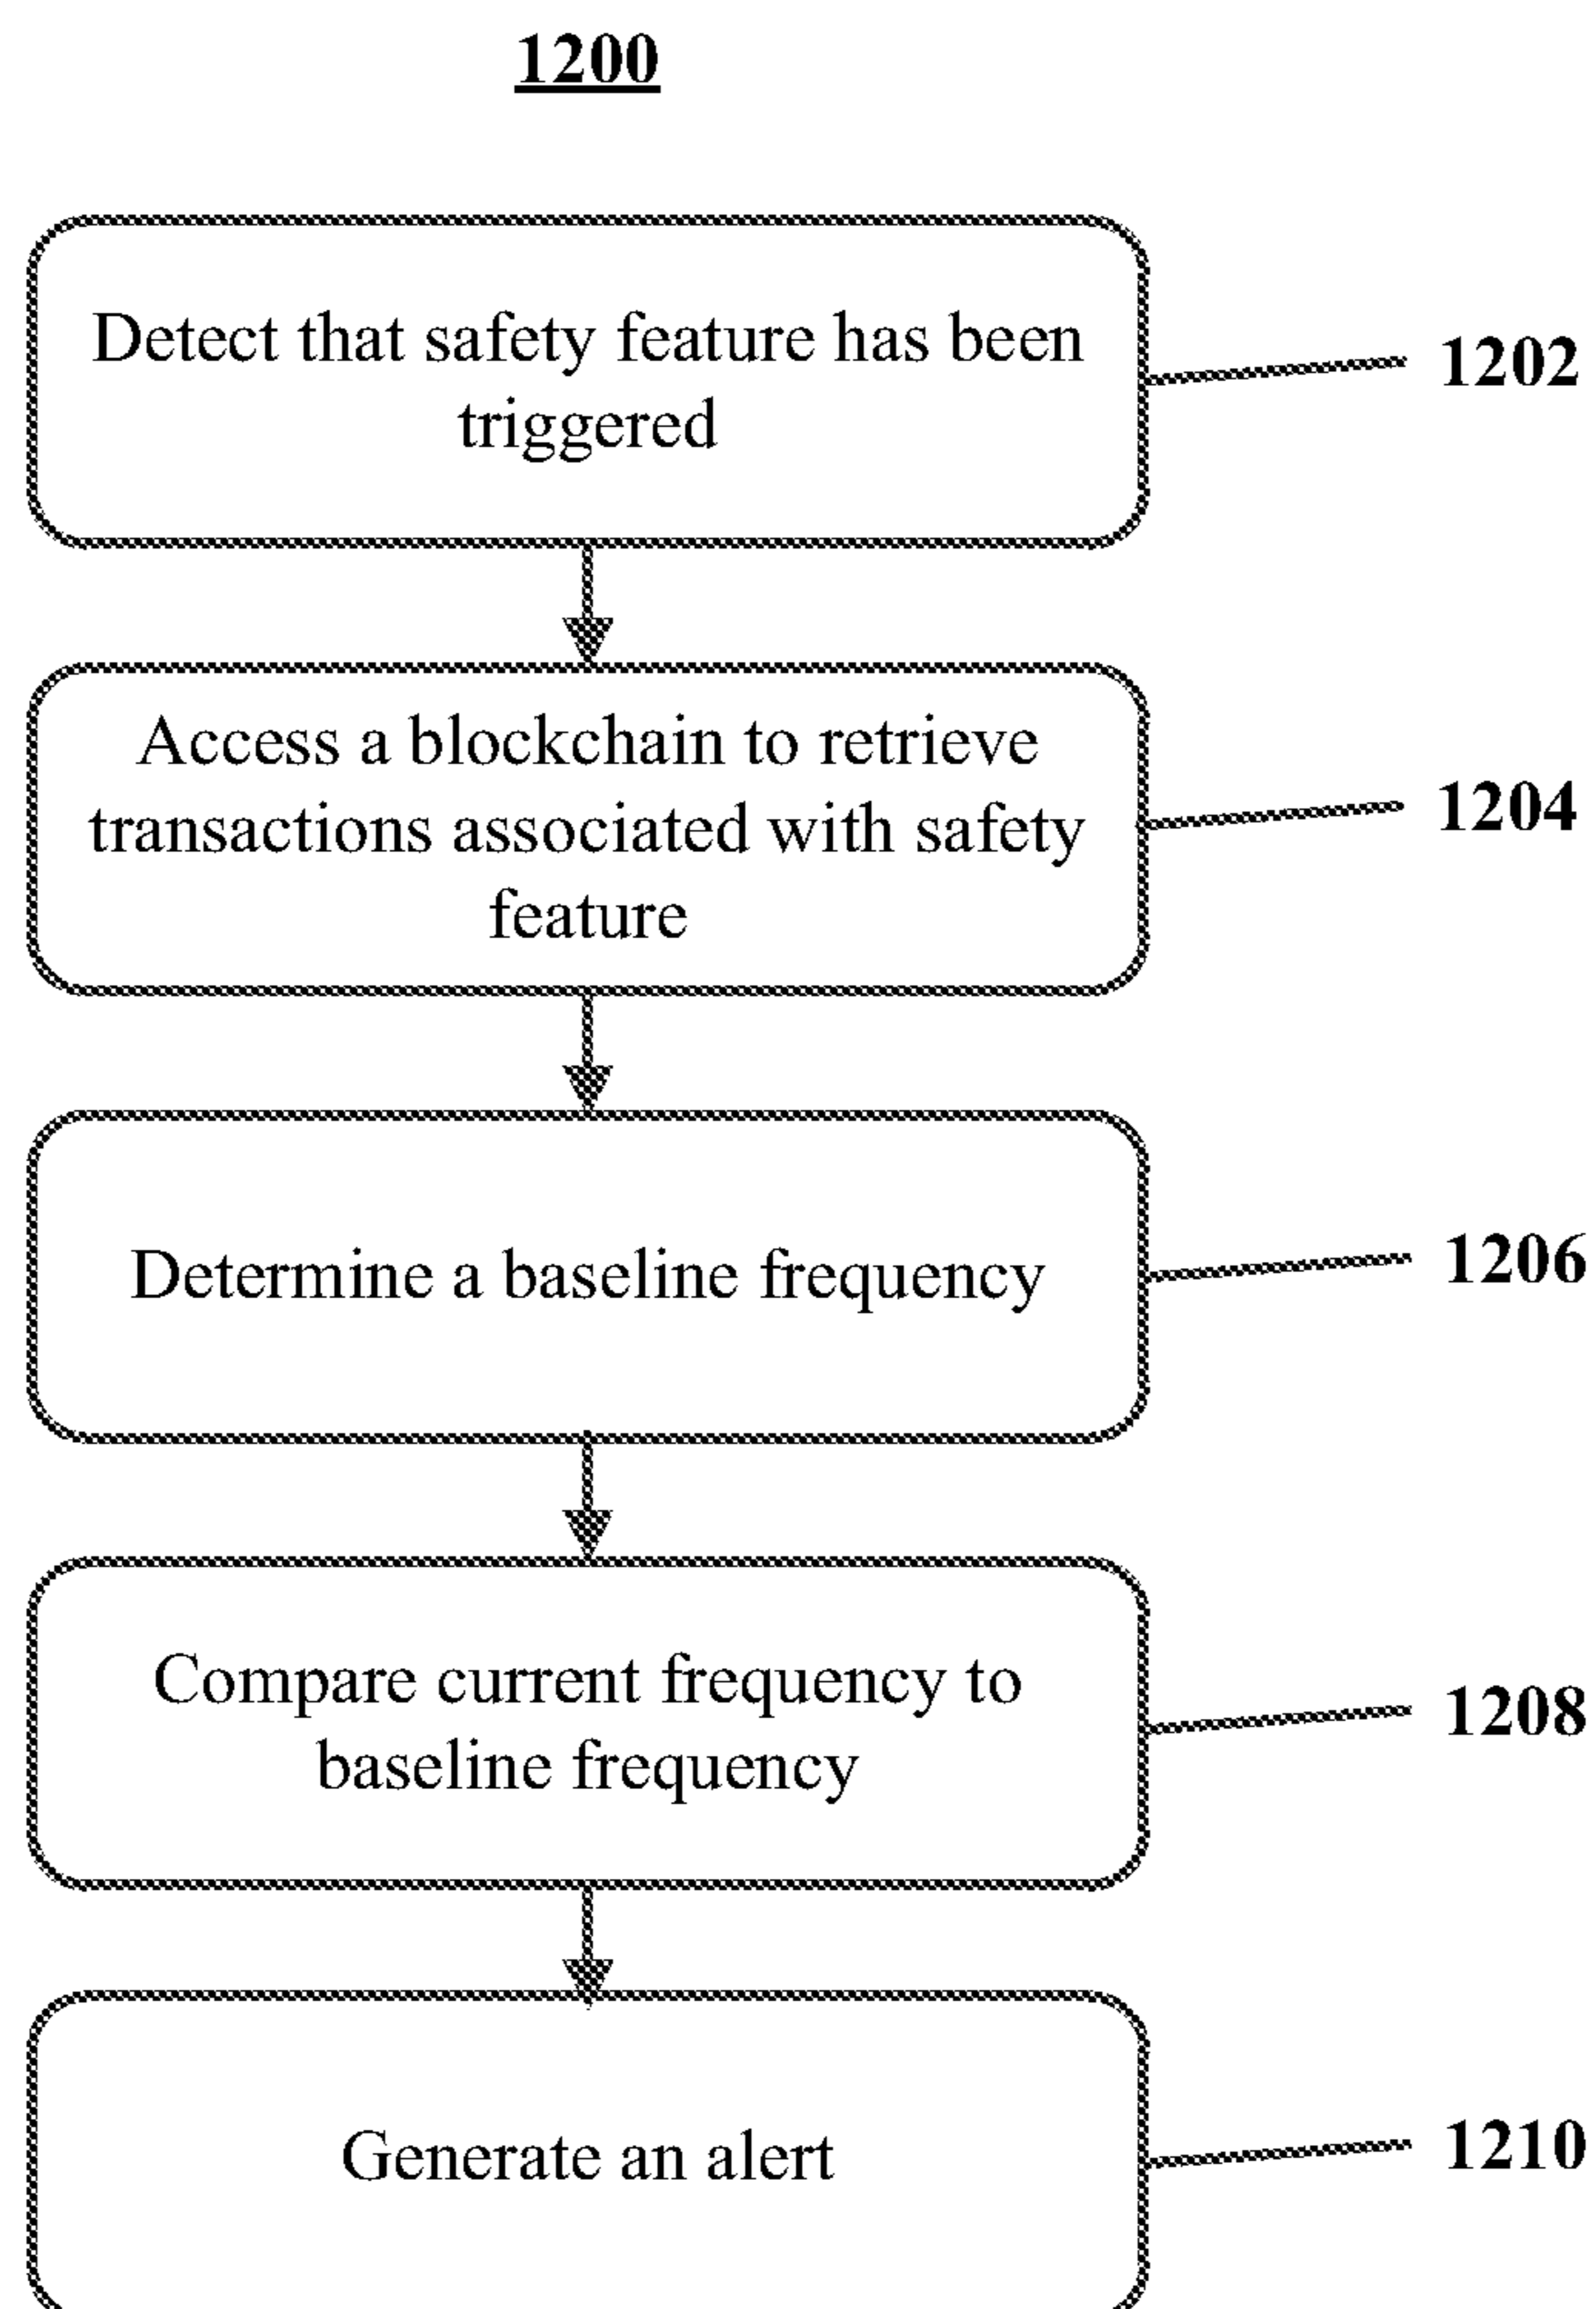 1200
Detect that safety feature has been
triggered
1202
Access a blockchain to retrieve
transactions associated with safety
feature
1204
Determine a baseline frequency
1206
Compare current frequency to
baseline frequency
1208
Generate an alert
1210